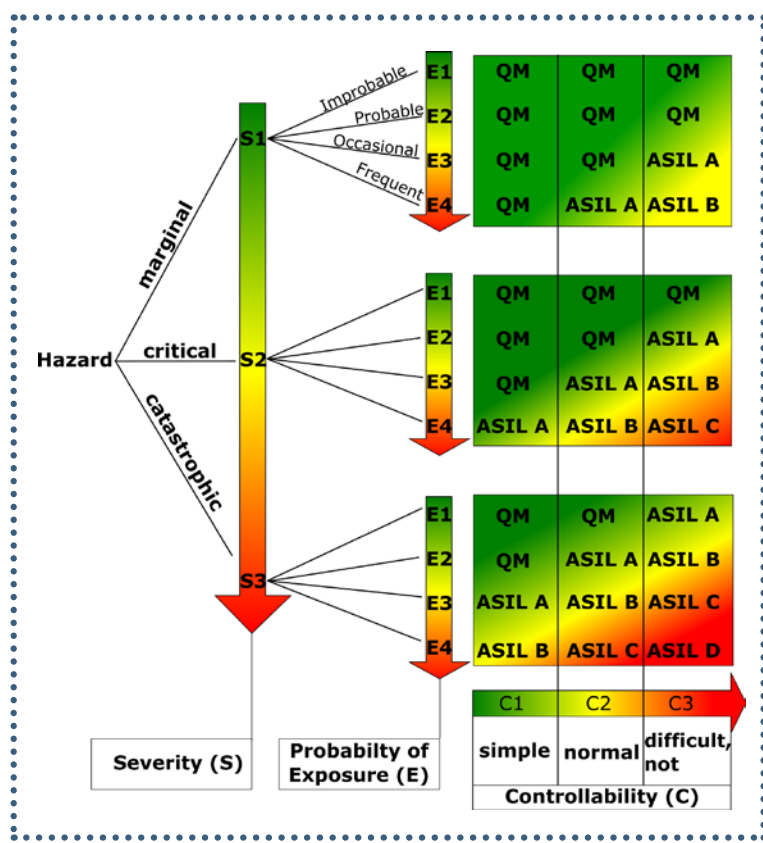 Improbable
Probable
Occasional
Frequent
E1 QM QM QM
E2 QM QM QM
S1
E3 QM QM ASIL A
E4 QM ASIL A ASIL B
marginal
E1 QM QM QM
E2 QM QM ASIL A
Hazard critical S2
E3 QM ASIL A ASIL B
E4 ASIL A ASIL B ASIL C
catastrophic
E1 QM QM ASIL A
E2 QM ASIL A ASIL B
S3
E3 ASIL A ASIL B ASIL C
E4 ASIL B ASIL C ASIL D
C1 C2 C3
simple normal difficult,
not
Severity (S)
Probabilty of
Exposure (E)
Controllability (C)